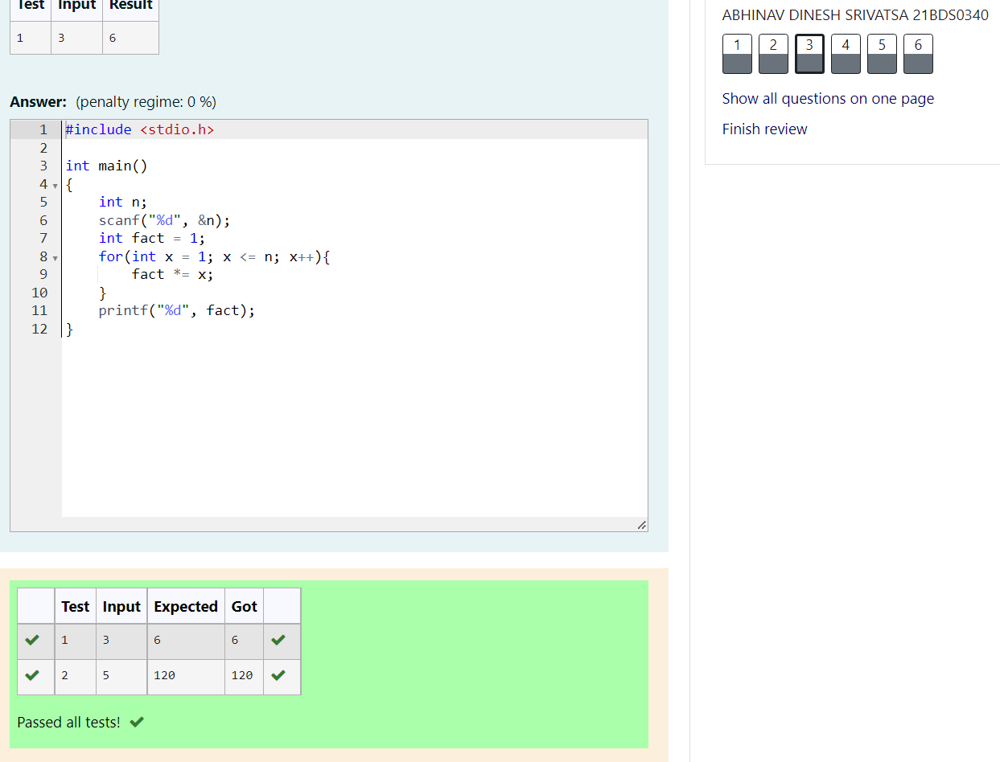 Test Input Result
1 3 6
Answer: (penalty regime: 0 %)
1 #include <stdio.h>
2
3 int main()
4 {
5 int n;
6 scanf("%d", &n);
7 int fact = 1;
8 for(int x = 1; x <= n; x++){
9 fact *= x;
10 }
11 printf("%d", fact);
12 }
Test Input Expected Got
1 3 6 6
2 5 120 120
Passed all tests!
ABHINAV DINESH SRIVATSA 21BDS0340
1 2 3 4 5 6
Show all questions on one page
Finish review